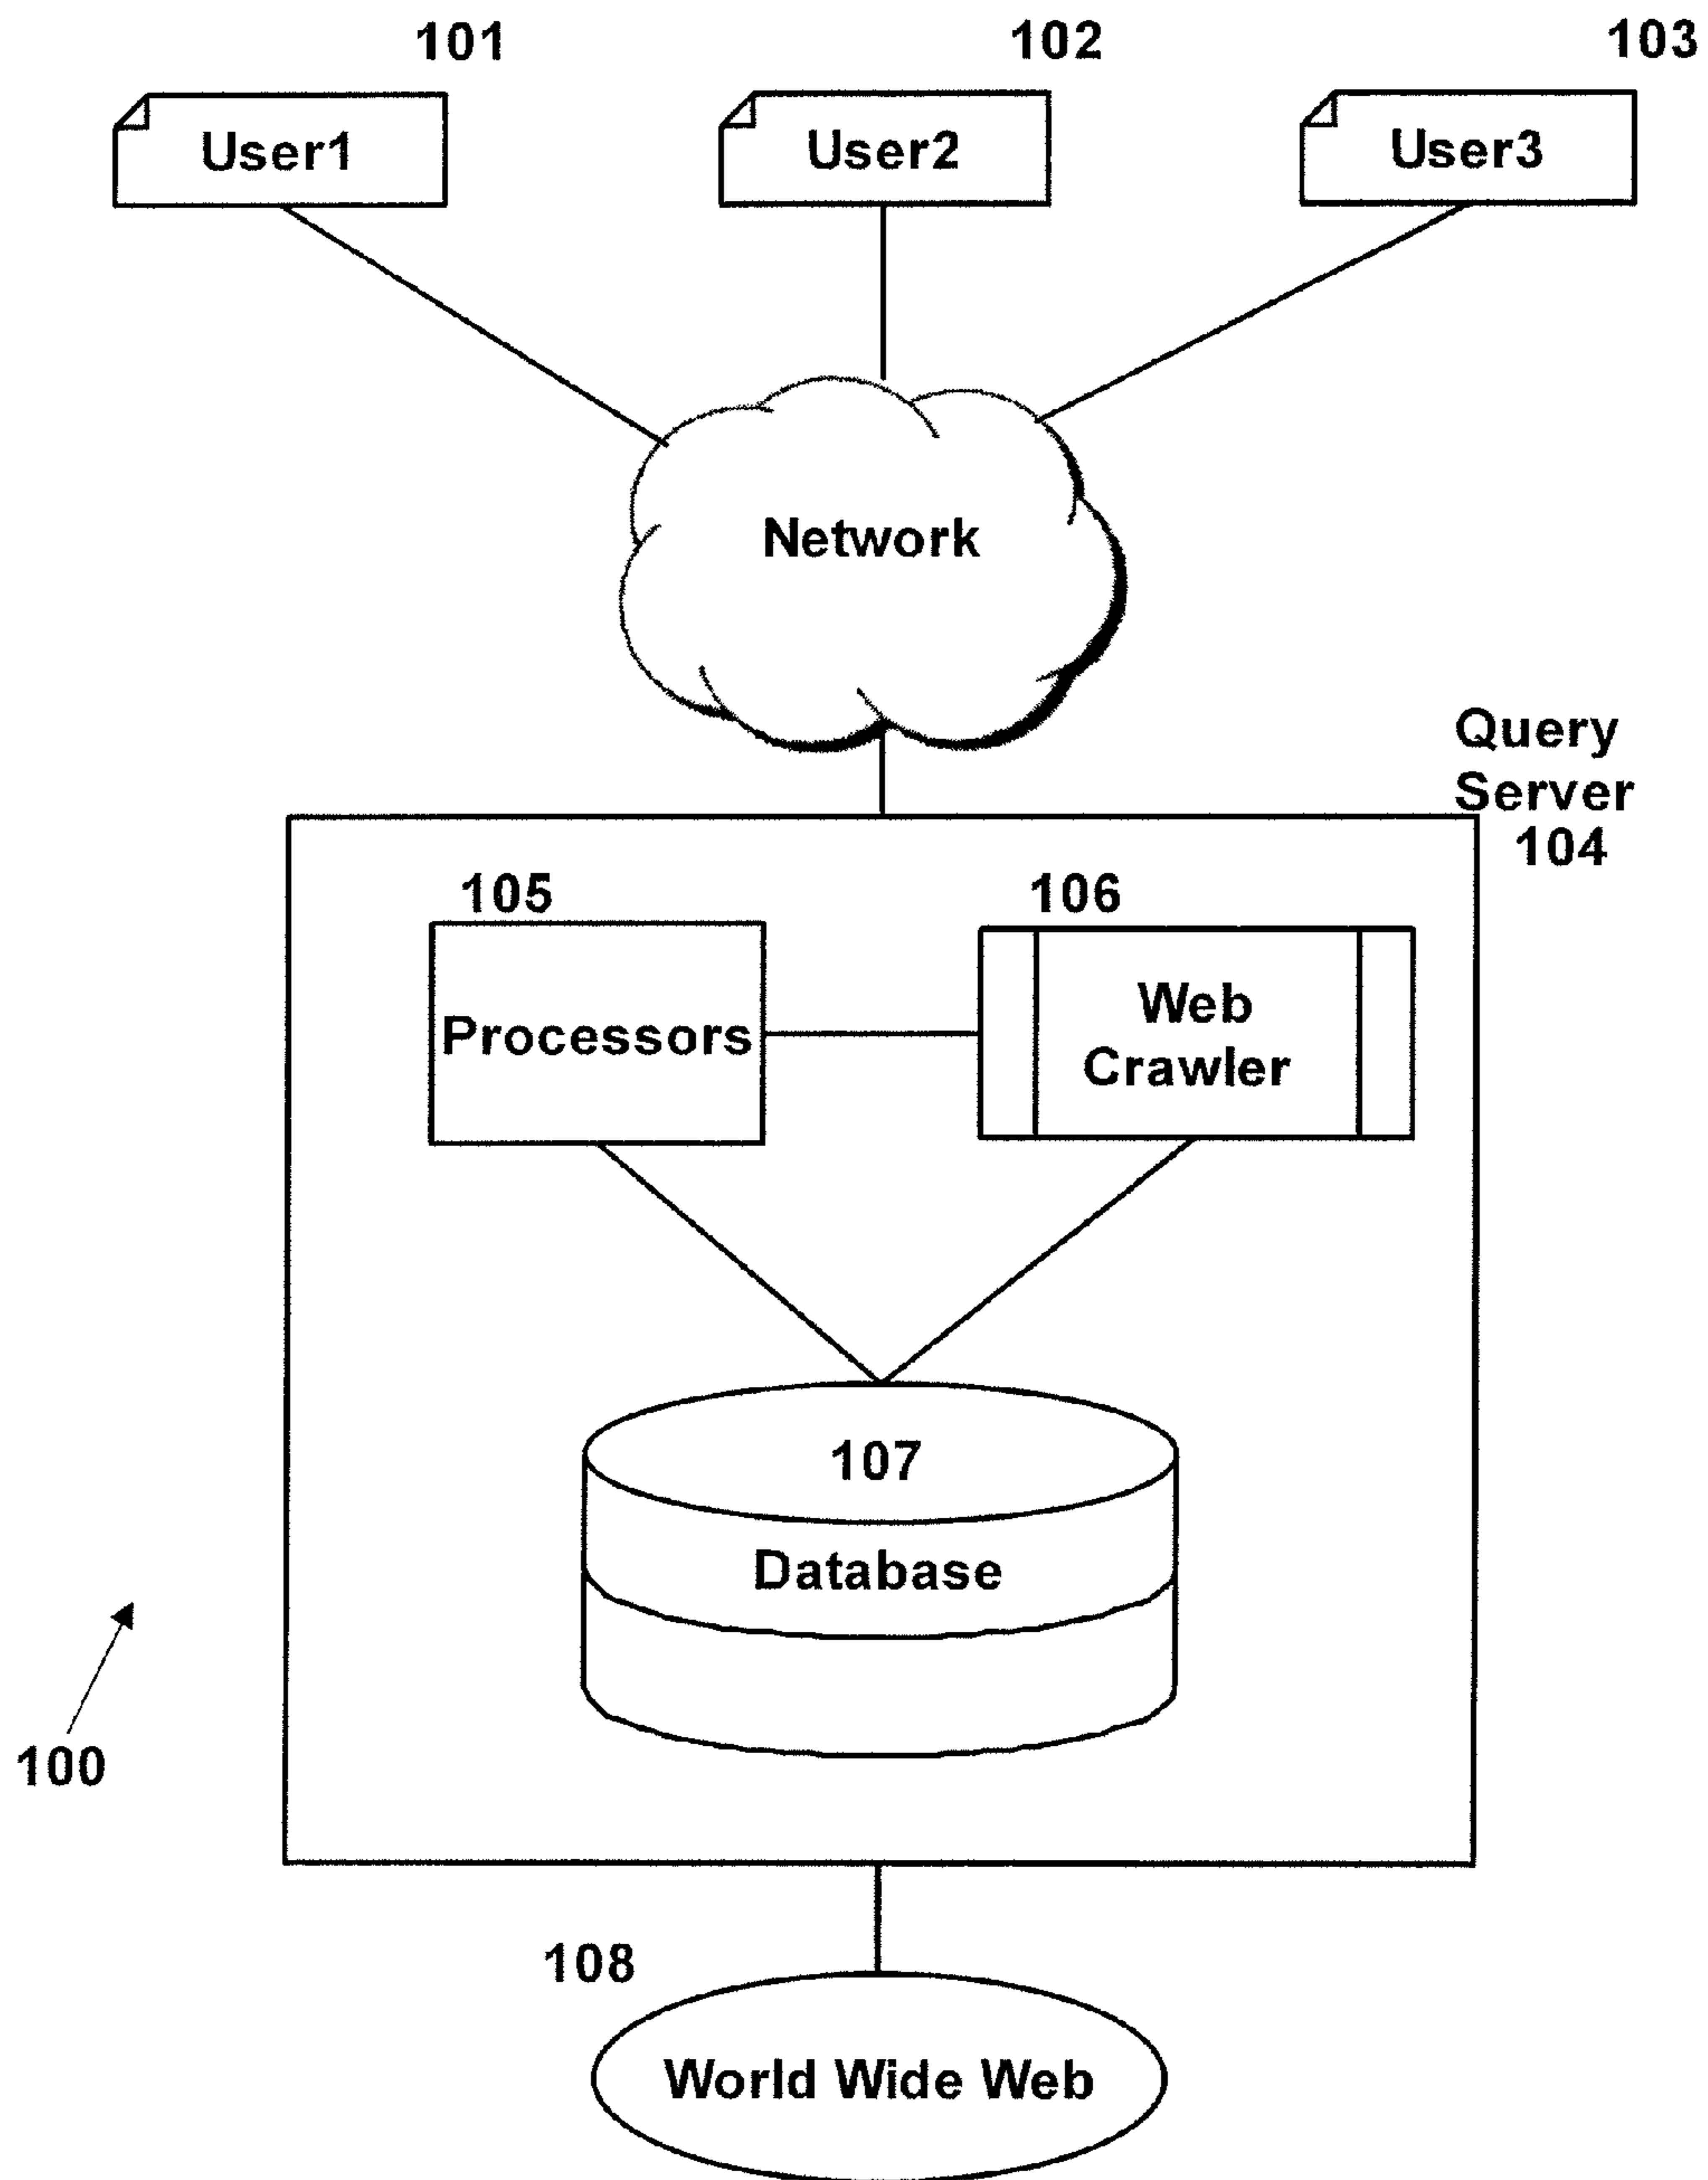 101
102
103
User1
User2
User3
Network
Query
Server
104
105
106
Processors
Web
Crawler
107
Database
100
108
World Wide Web